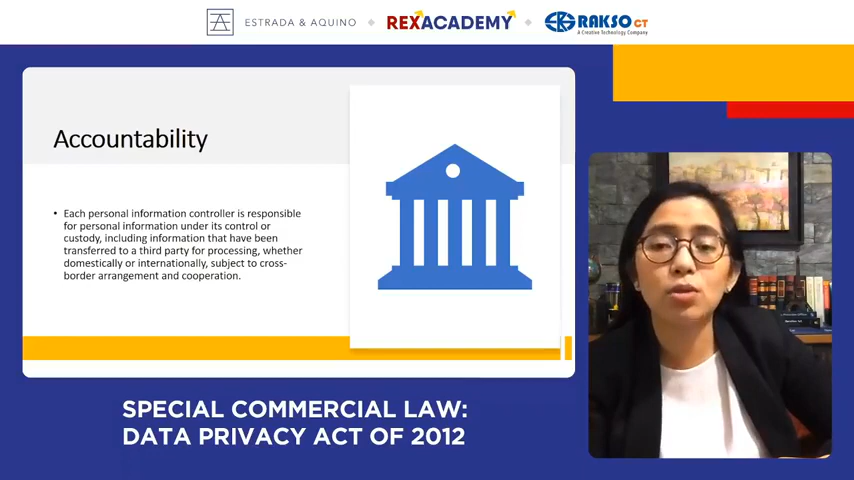 ESTRADA & AQUINO
REXACADEMY
RAKSO CT
A Creative Technology Company
Accountability
• Each personal information controller is responsible
for personal information under its control or
custody, including information that have been
transferred to a third party for processing, whether
domestically or internationally, subject to cross-
border arrangement and cooperation.
SPECIAL COMMERCIAL LAW:
DATA PRIVACY ACT OF 2012